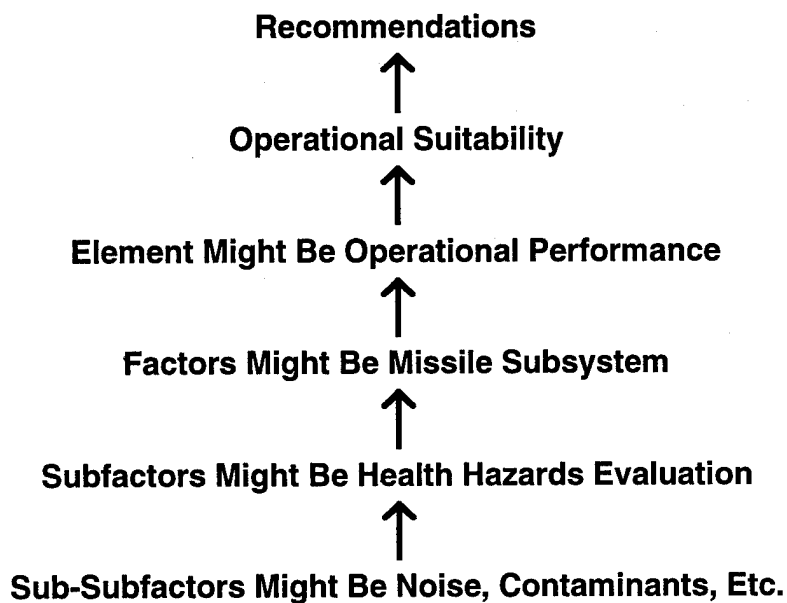 Recommendations
Operational Suitability
Element Might Be Operational Performance
Factors Might Be Missile Subsystem
Subfactors Might Be Health Hazards Evaluation
Sub-Subfactors Might Be Noise, Contaminants, Etc.